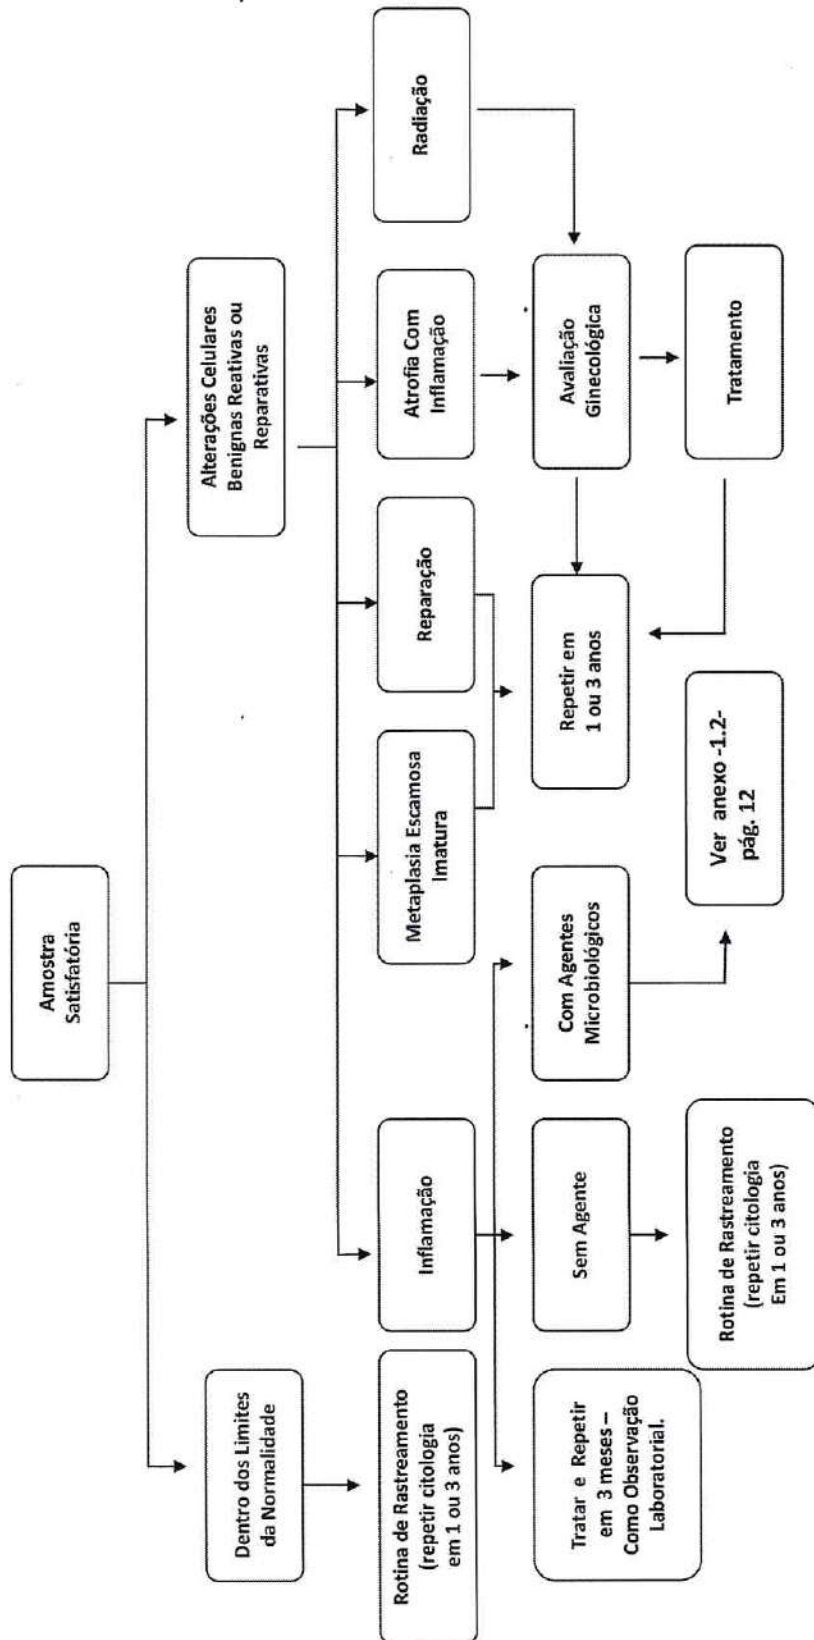 Amostra
Satisfatória
Dentro dos Limites
da Normalidade
Alterações Celulares
Benignas Reativas ou
Reparativas
Rotina de Rastreamento
(repetir citologia
em 1 ou 3 anos)
Inflamação
Metaplasia Escamosa
Imatura
Reparação
Atrofia Com
Inflamação
Radiação
Tratar e Repetir
em 3 meses –
Como Observação
Laboratorial.
Sem Agente
Com Agentes
Microbiológicos
Repetir em
1 ou 3 anos
Avaliação
Ginecológica
Rotina de Rastreamento
(repetir citologia
Em 1 ou 3 anos)
Ver anexo -1.2-
pág. 12
Tratamento